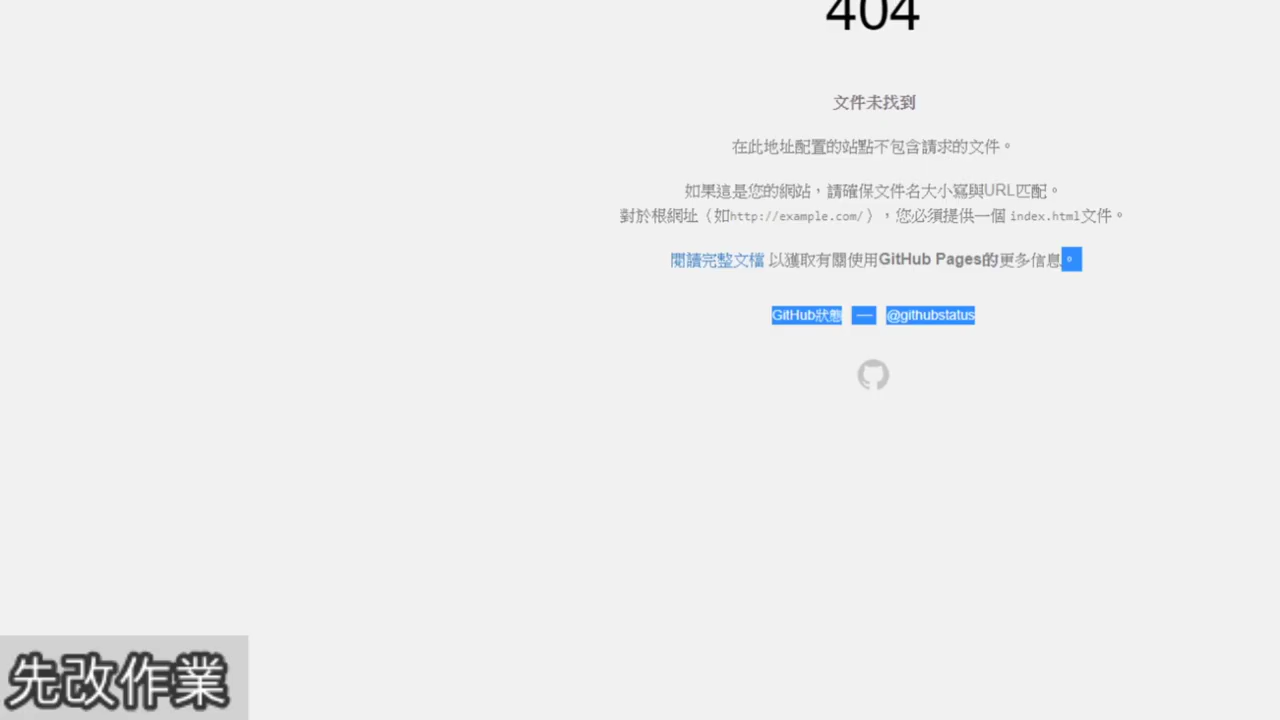 404
文件未找到
在此地址配置的站點不包含請求的文件。
如果這是您的網站，請確保文件名大小寫與URL匹配。
對於根網址（如http://example.com/），您必須提供一個 index.html文件。
閱讀完整文檔 以獲取有關使用GitHub Pages的更多信息。
GitHub狀態 — @githubstatus
先改作業